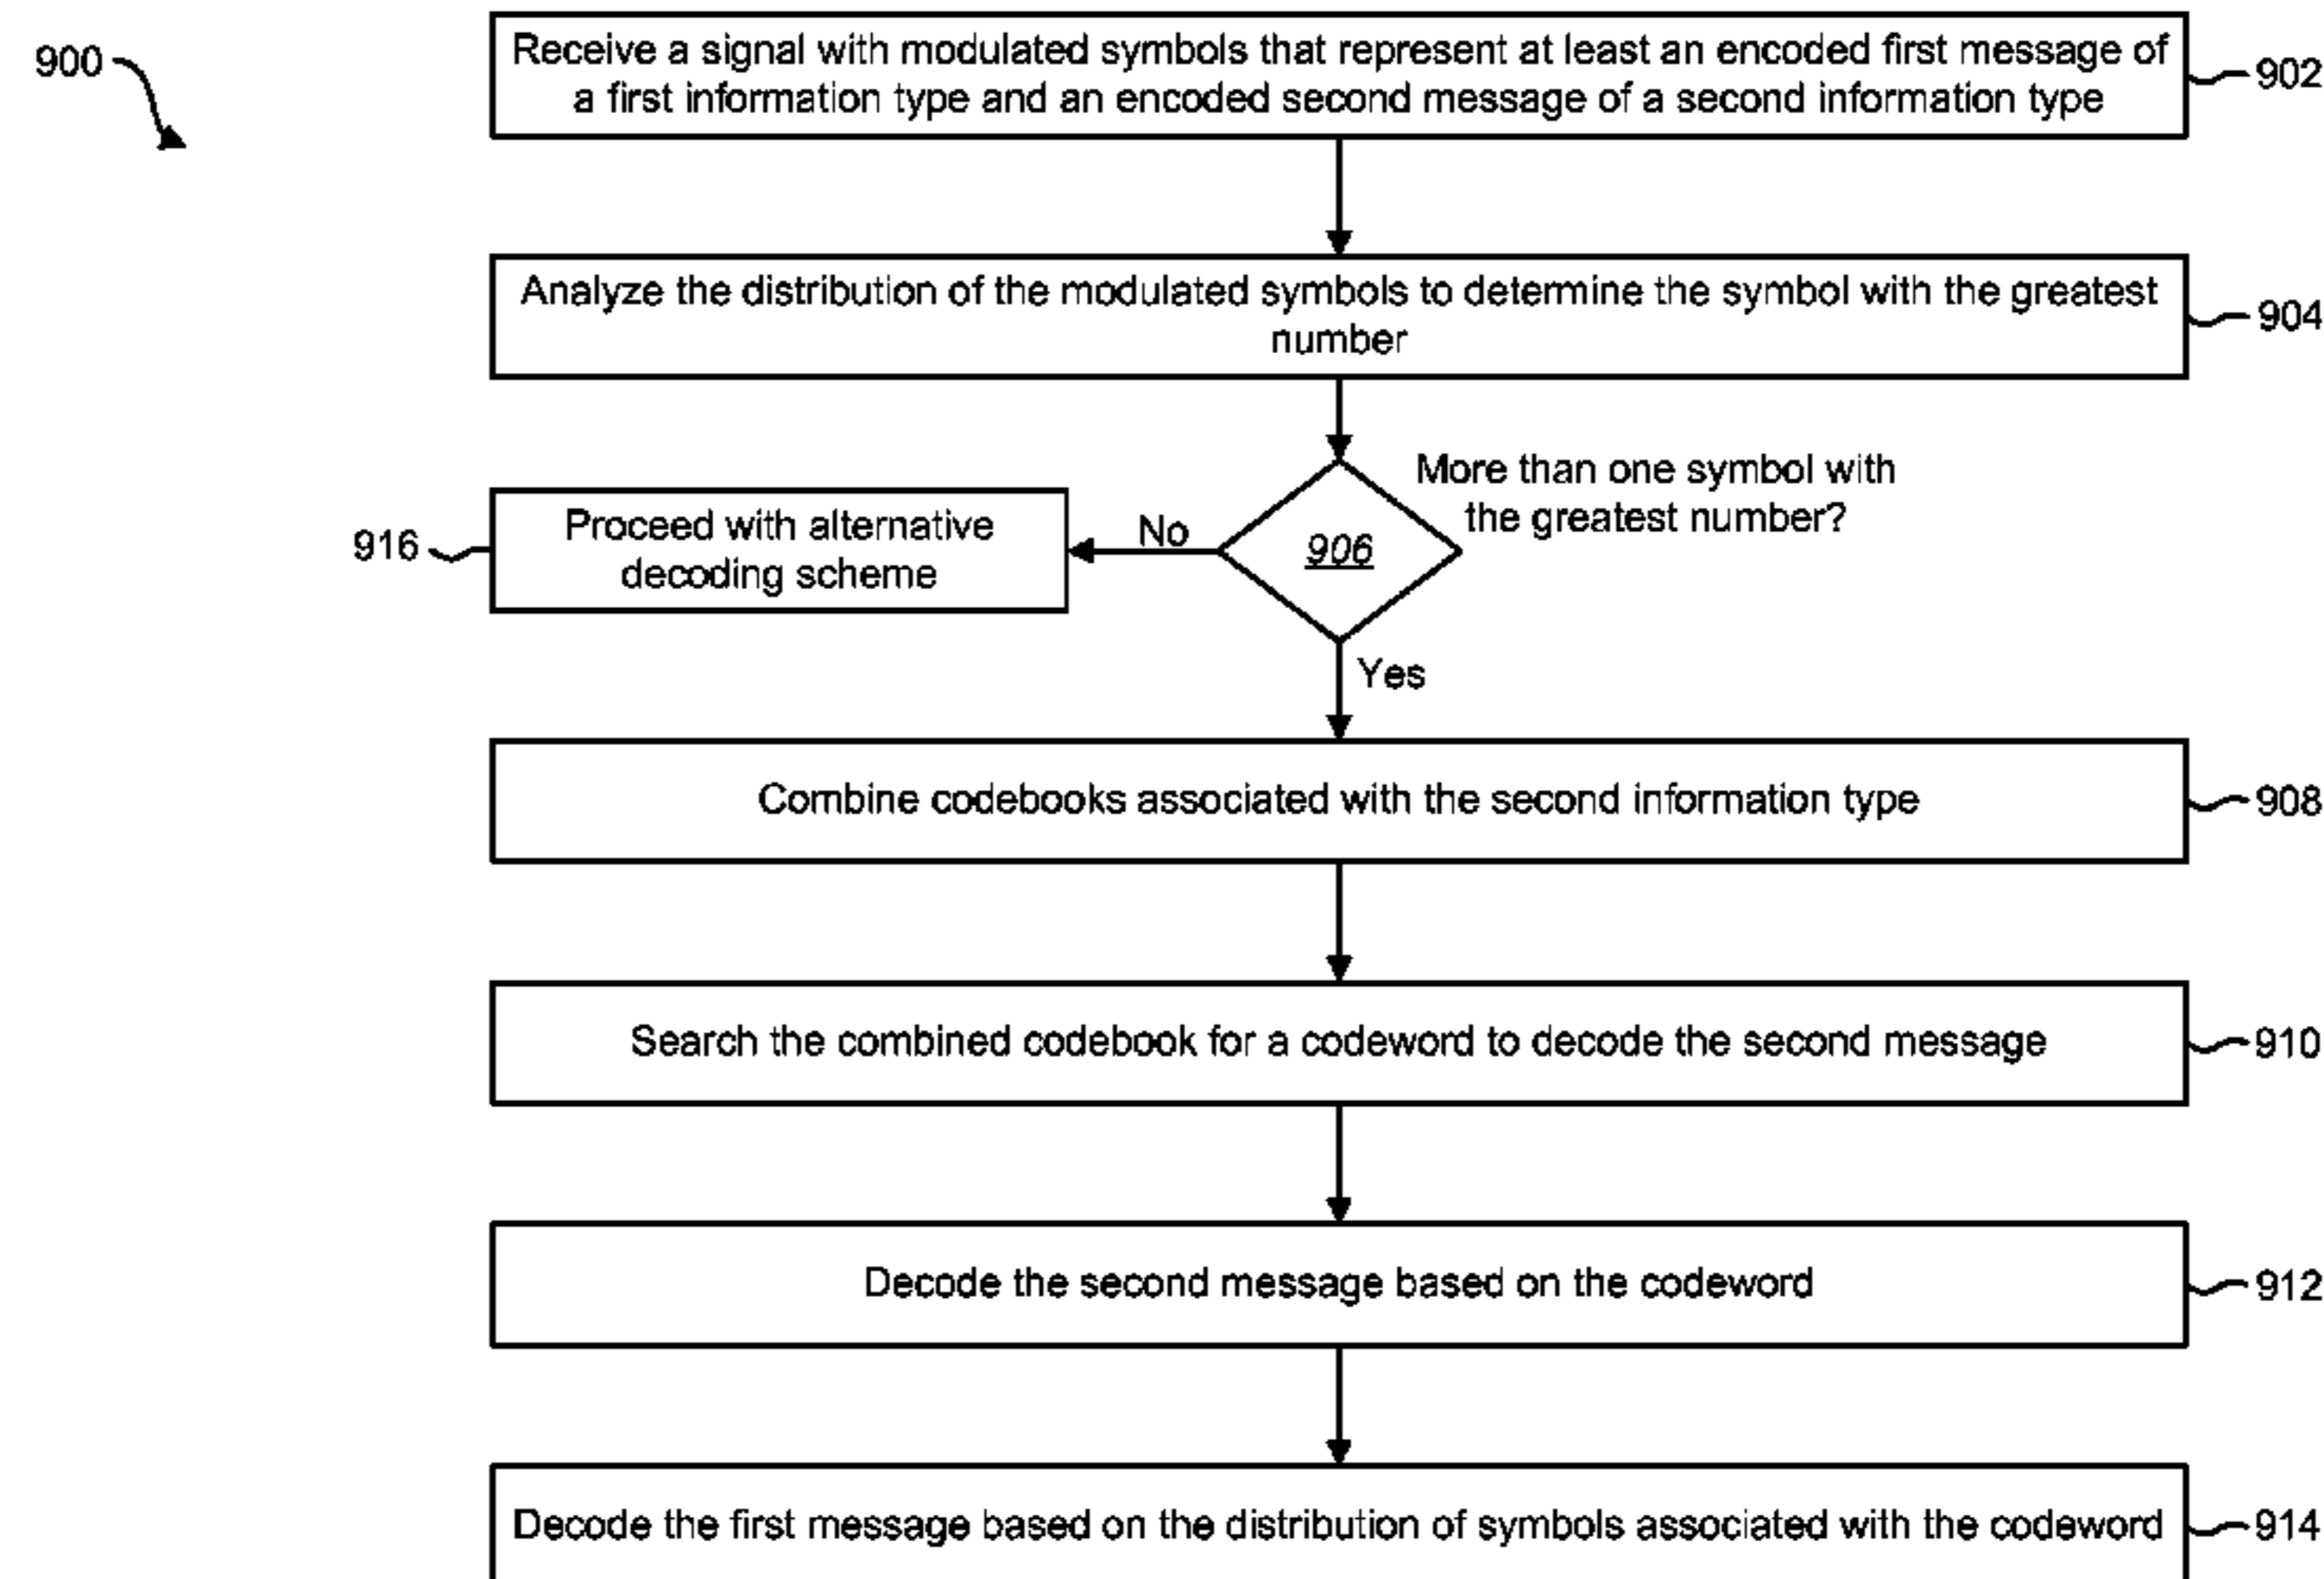 900
Receive a signal with modulated symbols that represent at least an encoded first message of
a first information type and an encoded second message of a second information type
902
Analyze the distribution of the modulated symbols to determine the symbol with the greatest
number
904
More than one symbol with
the greatest number?
906
No
Proceed with alternative
decoding scheme
916
Yes
Combine codebooks associated with the second information type
908
Search the combined codebook for a codeword to decode the second message
910
Decode the second message based on the codeword
912
Decode the first message based on the distribution of symbols associated with the codeword
914